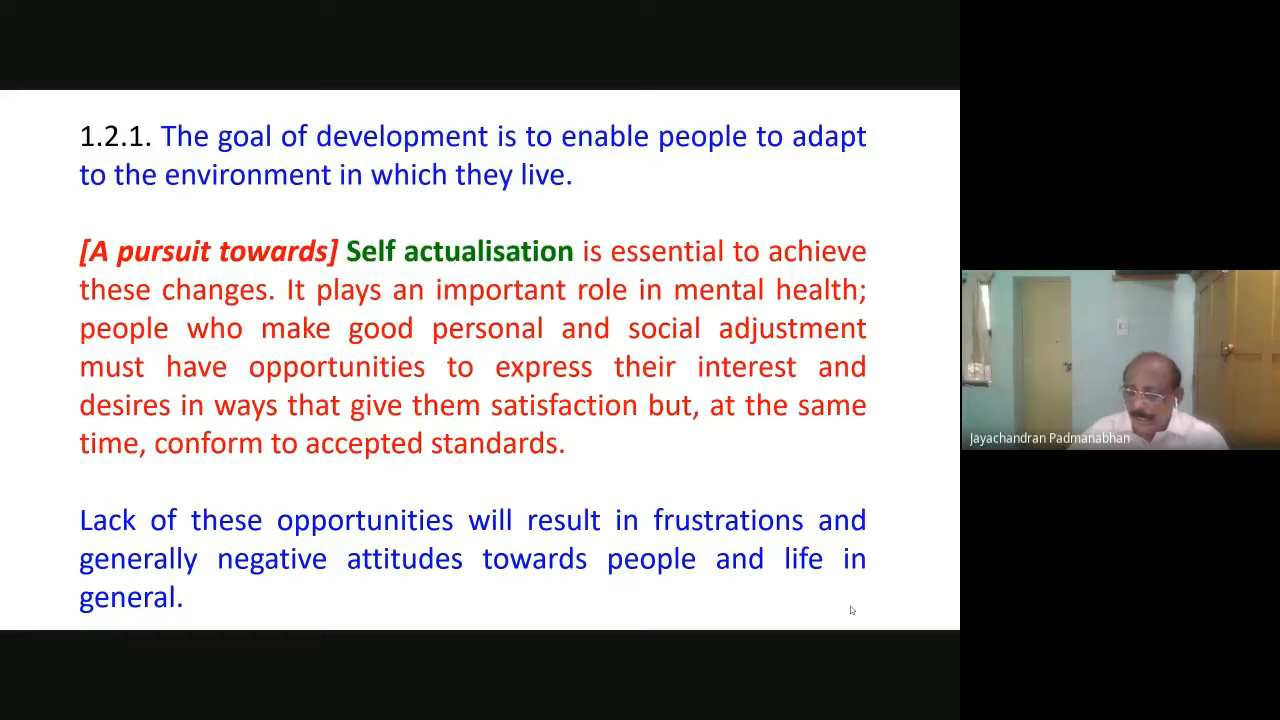 1.2.1. The goal of development is to enable people to adapt
to the environment in which they live.
[A pursuit towards] Self actualisation is essential to achieve
these changes. It plays an important role in mental health;
people who make good personal and social adjustment
must have opportunities to express their interest and
desires in ways that give them satisfaction but, at the same
time, conform to accepted standards.
Lack of these opportunities will result in frustrations and
generally negative attitudes towards people and life in
general.
Jayachandran Padmanabhan